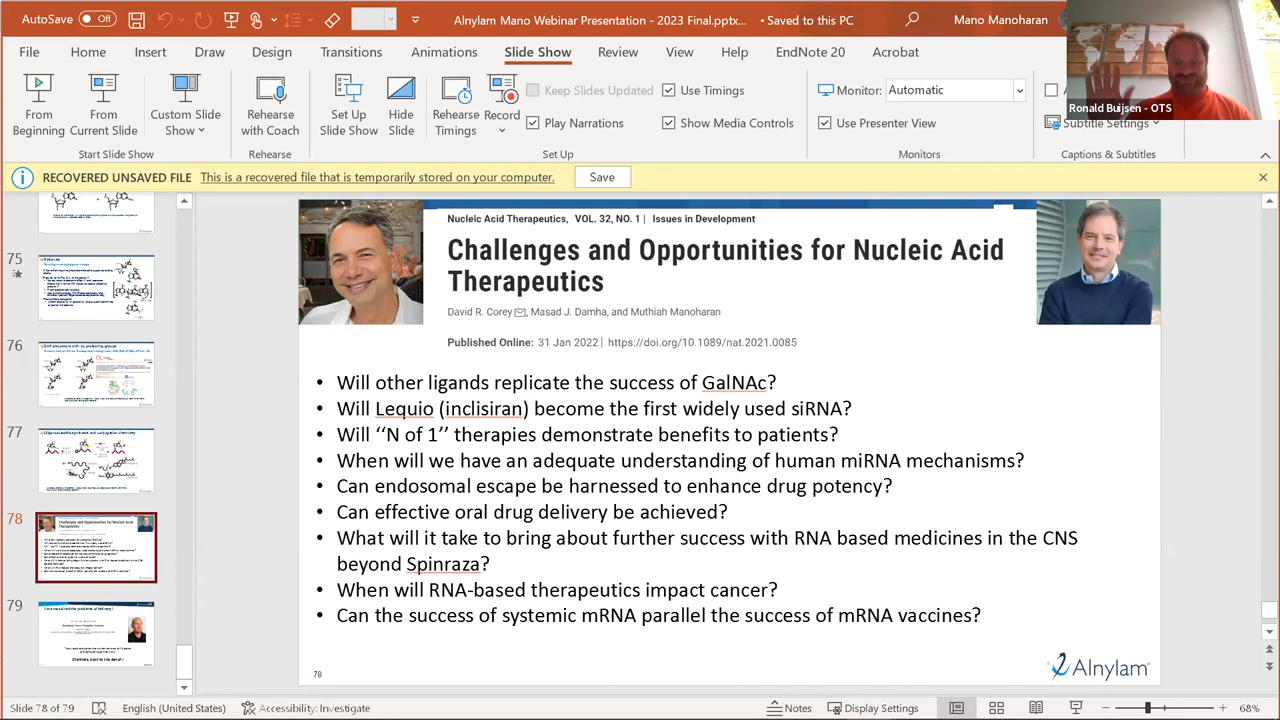 AutoSave Off
Alnylam Mano Webinar Presentation - 2023 Final.pptx... • Saved to this PC
Mano Manoharan
File Home Insert Draw Design Transitions Animations Slide Show Review View Help EndNote 20 Acrobat
Ronald Buijsen - OTS
From Beginning
From Current Slide
Custom Slide Show
Start Slide Show
Rehearse with Coach
Rehearse
Set Up Slide Show
Hide Slide
Rehearse Timings
Record
Keep Slides Updated
Play Narrations
Use Timings
Show Media Controls
Set Up
Monitor: Automatic
Use Presenter View
Monitors
Subtitle Settings
Captions & Subtitles
RECOVERED UNSAVED FILE This is a recovered file that is temporarily stored on your computer. Save
75
76
77
78
79
Nucleic Acid Therapeutics, VOL. 32, NO. 1 | Issues in Development
Challenges and Opportunities for Nucleic Acid
Therapeutics
David R. Corey, Masad J. Damha, and Muthiah Manoharan
Published Online: 31 Jan 2022 | https://doi.org/10.1089/nat.2021.0085
• Will other ligands replicate the success of GalNAc?
• Will Lequio (inclisiran) become the first widely used siRNA?
• Will ‘‘N of 1’’ therapies demonstrate benefits to patients?
• When will we have an adequate understanding of human miRNA mechanisms?
• Can endosomal escape be harnessed to enhance drug potency?
• Can effective oral drug delivery be achieved?
• What will it take to bring about further success with RNA based medicines in the CNS
beyond Spinraza?
• When will RNA-based therapeutics impact cancer?
• Can the success of systemic mRNA parallel the success of mRNA vaccines?
78
Alnylam
Slide 78 of 79 English (United States) Accessibility: Investigate Notes Display Settings 68%